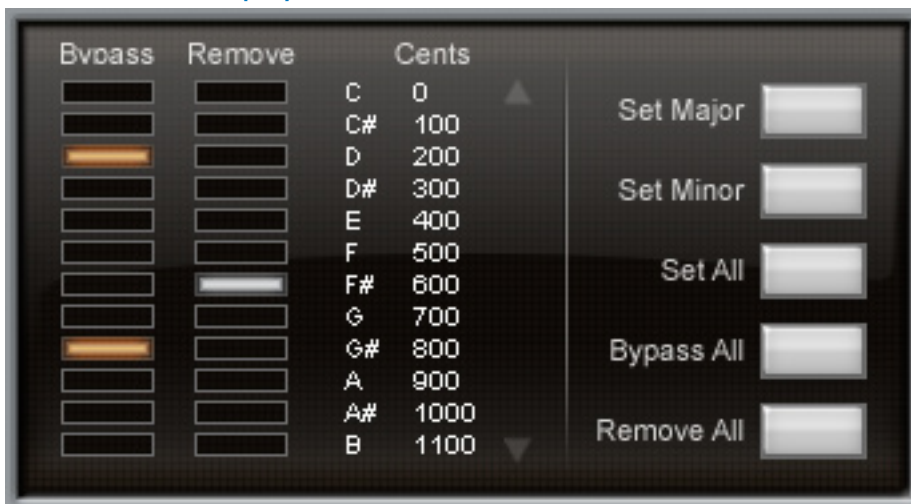 Bypass Remove Cents
C 0
C# 100
D 200
D# 300
E 400
F 500
F# 600
G 700
G# 800
A 900
A# 1000
B 1100
Set Major
Set Minor
Set All
Bypass All
Remove All